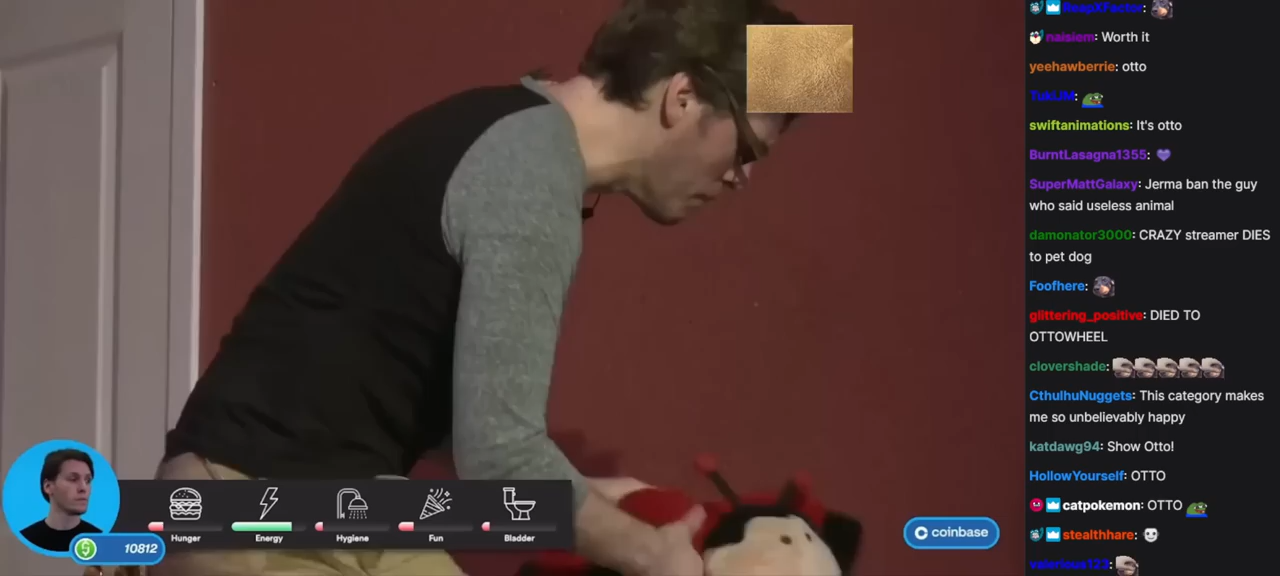 10812
Hunger
Energy
Hygiene
Fun
Bladder
coinbase
ReapXFactor:
naisiem: Worth it
yeehawberrie: otto
swiftanimations: It's otto
BurntLasagna1355:
SuperMattGalaxy: Jerma ban the guy
who said useless animal
damonator3000: CRAZY streamer DIES
to pet dog
Foofhere:
glittering_positive: DIED TO
OTTOWHEEL
clovershade:
CthulhuNuggets: This category makes
me so unbelievably happy
katdawg94: Show Otto!
HollowYourself: OTTO
catpokemon: OTTO
stealthhare:
valerious123: